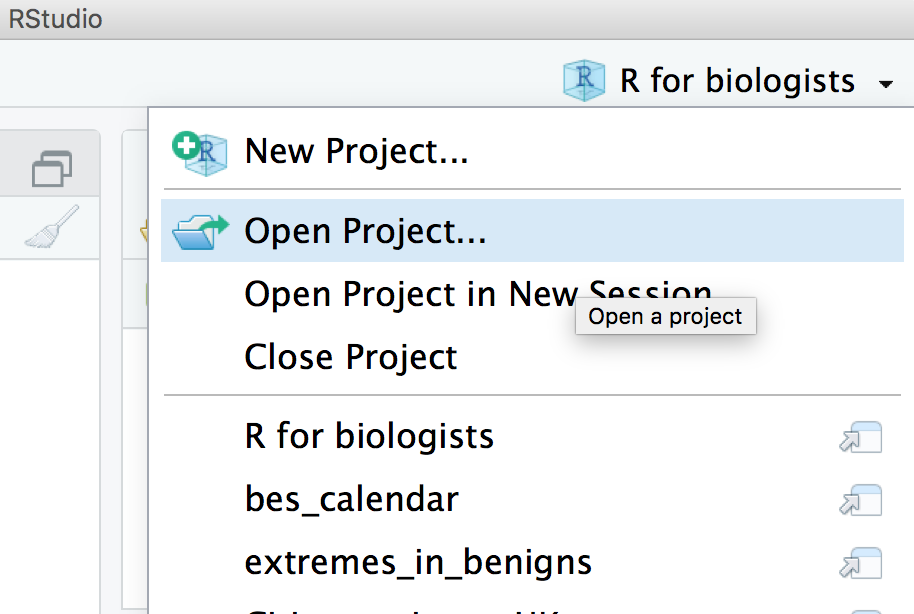 RStudio
R for biologists
New Project...
Open Project...
Open Project in New Session
Open a project
Close Project
R for biologists
bes_calendar
extremes_in_benigns